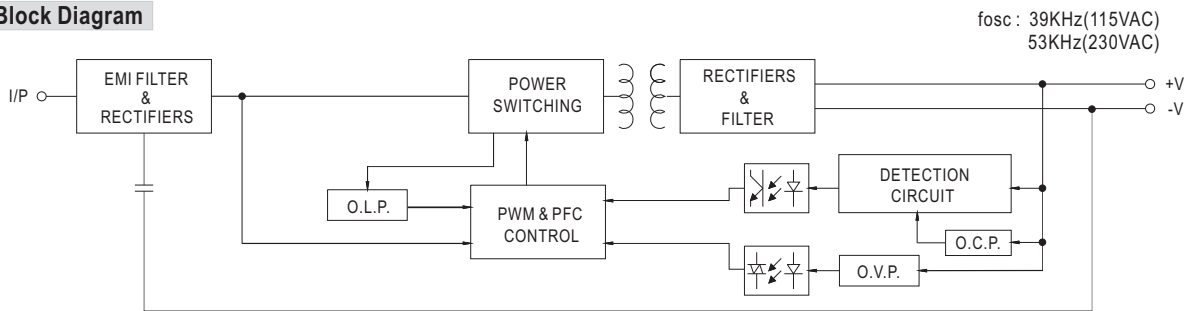 Block Diagram
fosc : 39KHz(115VAC)
53KHz(230VAC)
I/P
EMI FILTER
&
RECTIFIERS
POWER
SWITCHING
RECTIFIERS
&
FILTER
+V
-V
O.L.P.
PWM & PFC
CONTROL
DETECTION
CIRCUIT
O.C.P.
O.V.P.